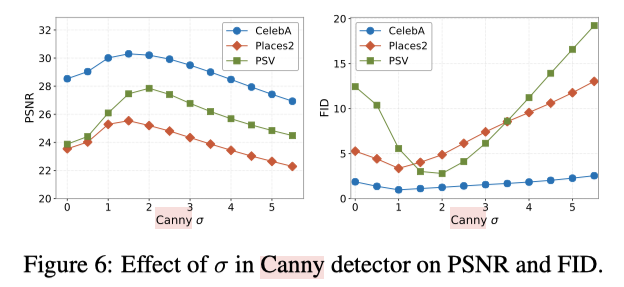 PSNR
32
30
28
26
24
22
20
0 1 2 3 4 5
Canny σ
CelebA
Places2
PSV
FID
20
15
10
5
0
0 1 2 3 4 5
Canny σ
CelebA
Places2
PSV
Figure 6: Effect of σ in Canny detector on PSNR and FID.